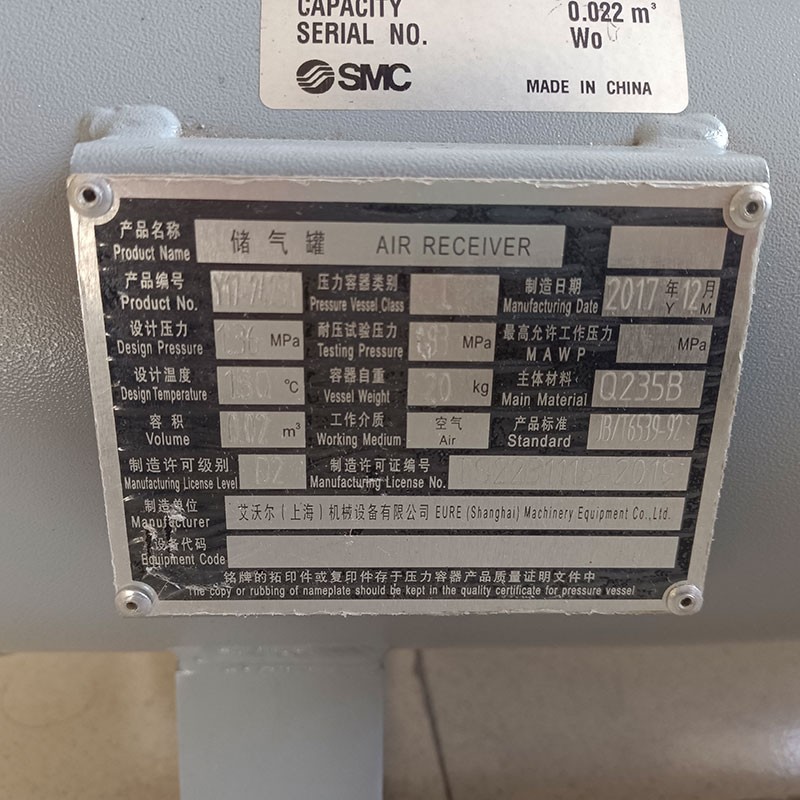 CAPACITY 0.022 m³
SERIAL NO. Wo
SMC MADE IN CHINA
产品名称 储气罐 AIR RECEIVER
Product Name
产品编号 压力容器类别 制造日期 2017 年 12 月
Product No. Pressure Vessel Class Manufacturing Date Y M
设计压力 MPa 耐压试验压力 MPa 最高允许工作压力 MPa
Design Pressure Testing Pressure MAWP
设计温度 ℃ 容器自重 20 kg 主体材料 Q235B
Design Temperature Vessel Weight Main Material
容积 m³ 工作介质 空气 产品标准 JB/T6539-92
Volume Working Medium Air Standard
制造许可级别 D2 制造许可证编号
Manufacturing License Level Manufacturing License No.
制造单位 艾沃尔(上海)机械设备有限公司 EURE (Shanghai) Machinery Equipment Co.,Ltd.
Manufacturer
设备代码
Equipment Code
铭牌的拓印件或复印件存于压力容器产品质量证明文件中
The copy or rubbing of nameplate should be kept in the quality certificate for pressure vessel